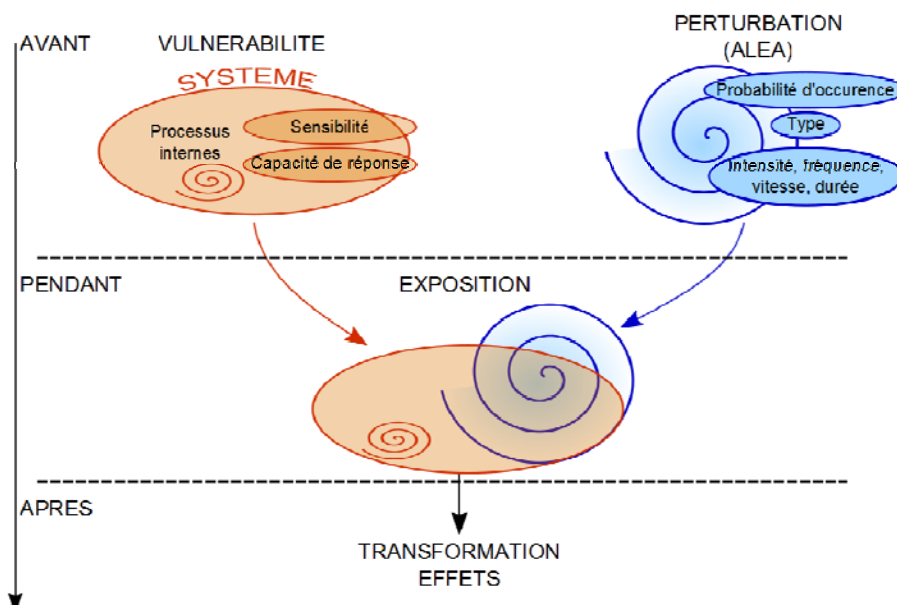 AVANT
VULNERABILITE
PERTURBATION
(ALEA)
SYSTEME
Processus
internes
Sensibilité
Capacité de réponse
Probabilité d'occurence
Type
Intensité, fréquence,
vitesse, durée
PENDANT
EXPOSITION
APRES
TRANSFORMATION
EFFETS